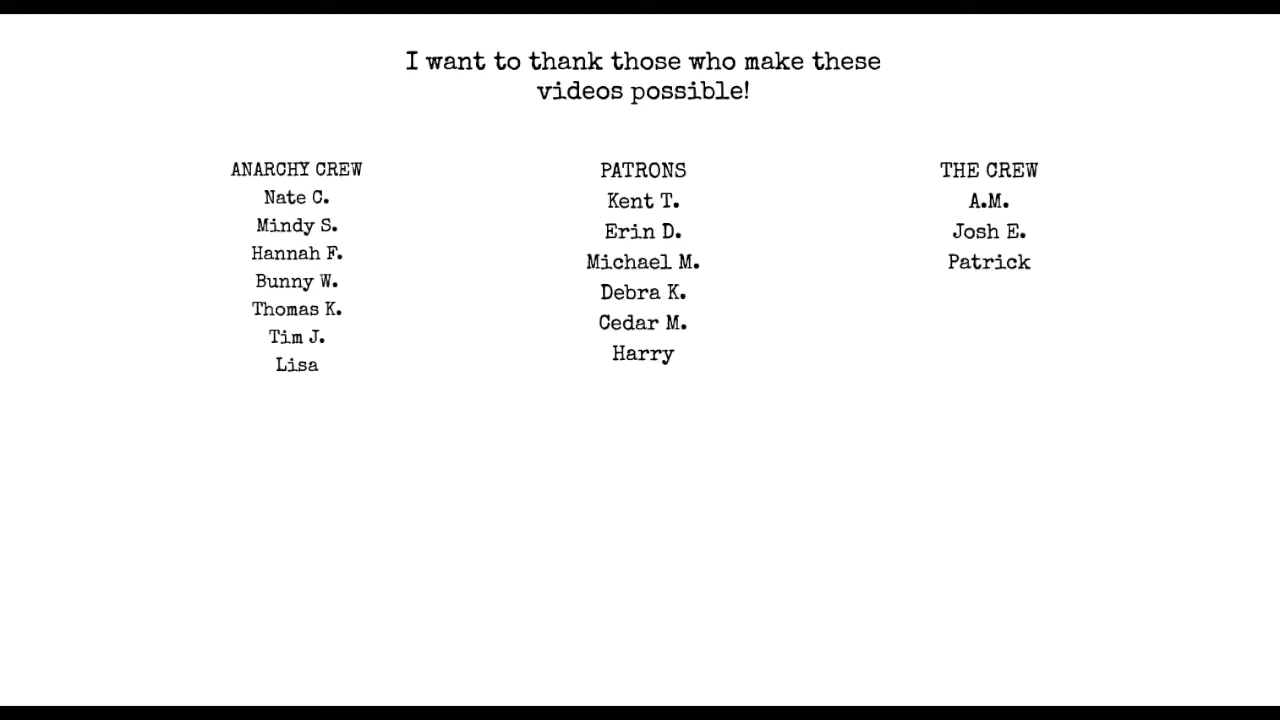 I want to thank those who make these
videos possible!
ANARCHY CREW
Nate C.
Mindy S.
Hannah F.
Bunny W.
Thomas K.
Tim J.
Lisa
PATRONS
Kent T.
Erin D.
Michael M.
Debra K.
Cedar M.
Harry
THE CREW
A.M.
Josh E.
Patrick